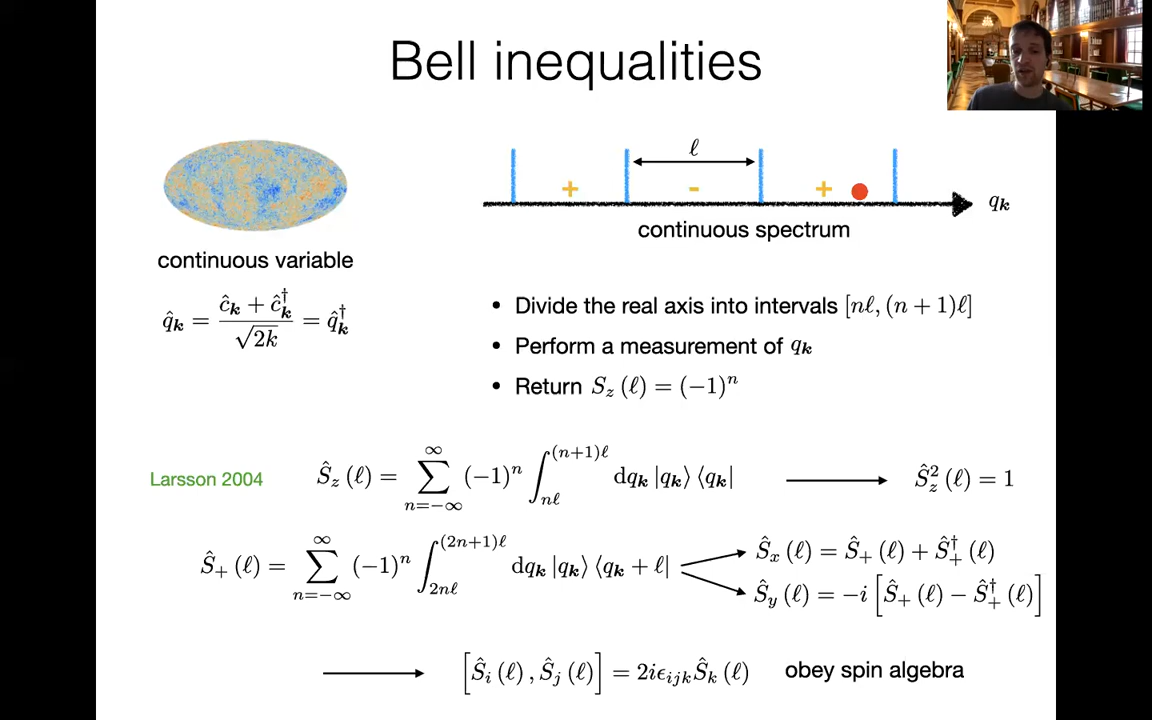 Bell inequalities
ℓ
+ - +
q_𝒌
continuous spectrum
continuous variable
q̂_𝒌 = (ĉ_𝒌 + ĉ_𝒌^†) / √(2k) = q̂_𝒌^†
• Divide the real axis into intervals [nℓ, (n + 1)ℓ]
• Perform a measurement of q_𝒌
• Return S_z (ℓ) = (−1)^n
Larsson 2004 Ŝ_z (ℓ) = ∑_{n=−∞}^{∞} (−1)^n ∫_{nℓ}^{(n+1)ℓ} dq_𝒌 |q_𝒌⟩ ⟨q_𝒌| ⟶ Ŝ_z^2 (ℓ) = 1
Ŝ_+ (ℓ) = ∑_{n=−∞}^{∞} (−1)^n ∫_{2nℓ}^{(2n+1)ℓ} dq_𝒌 |q_𝒌⟩ ⟨q_𝒌 + ℓ|
Ŝ_x (ℓ) = Ŝ_+ (ℓ) + Ŝ_+^† (ℓ)
Ŝ_y (ℓ) = −i [Ŝ_+ (ℓ) − Ŝ_+^† (ℓ)]
⟶ [Ŝ_i (ℓ) , Ŝ_j (ℓ)] = 2iϵ_{ijk} Ŝ_k (ℓ) obey spin algebra